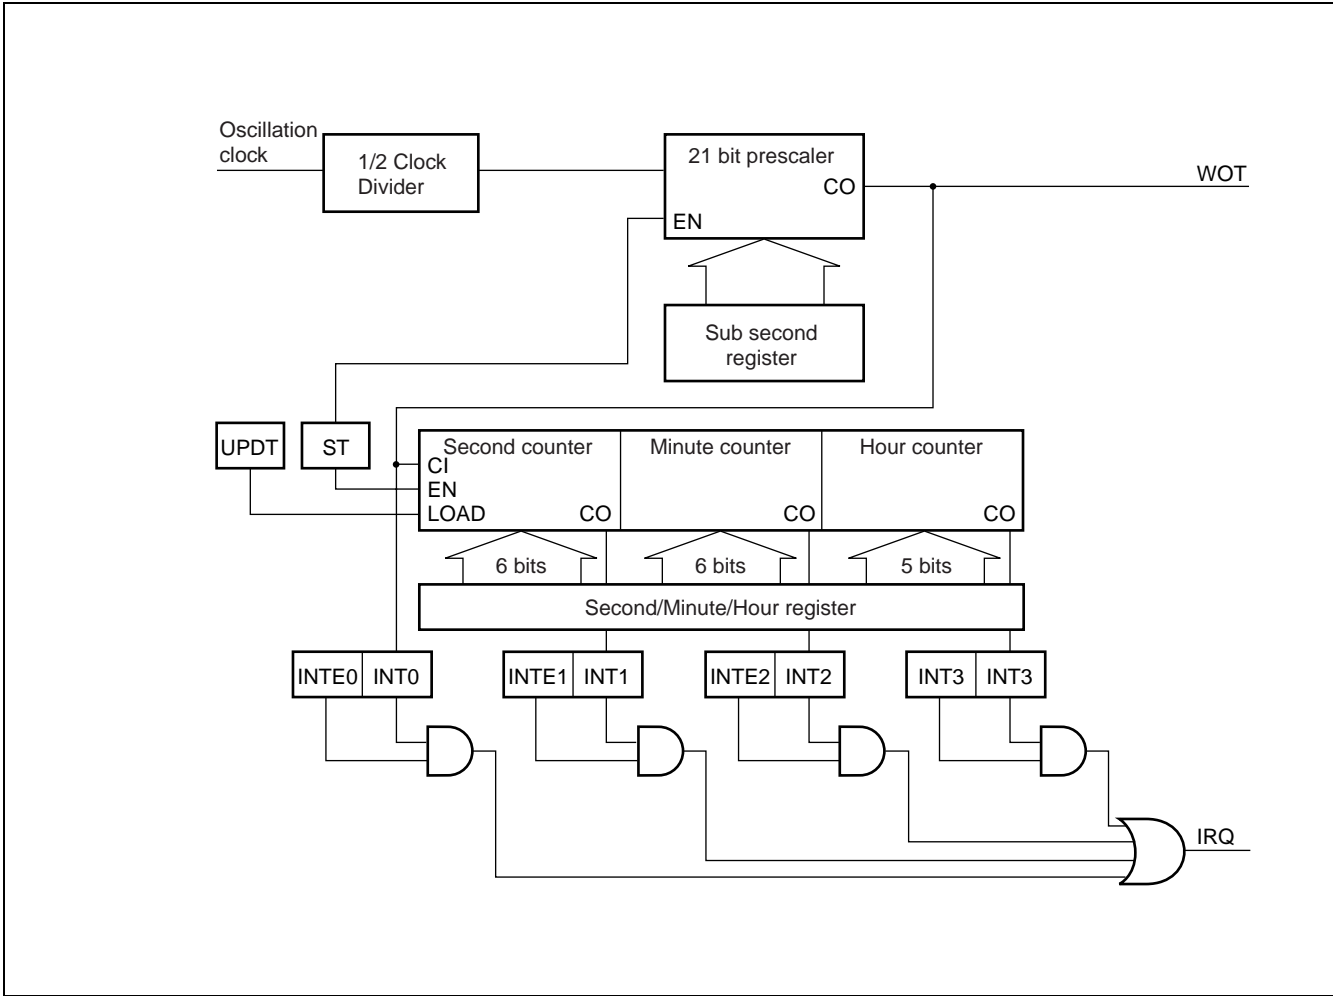 Oscillation
clock
1/2 Clock
Divider
21 bit prescaler
CO
EN
WOT
Sub second
register
UPDT
ST
Second counter
Minute counter
Hour counter
CI
EN
LOAD
CO
CO
CO
6 bits
6 bits
5 bits
Second/Minute/Hour register
INTE0 INT0
INTE1 INT1
INTE2 INT2
INT3 INT3
IRQ